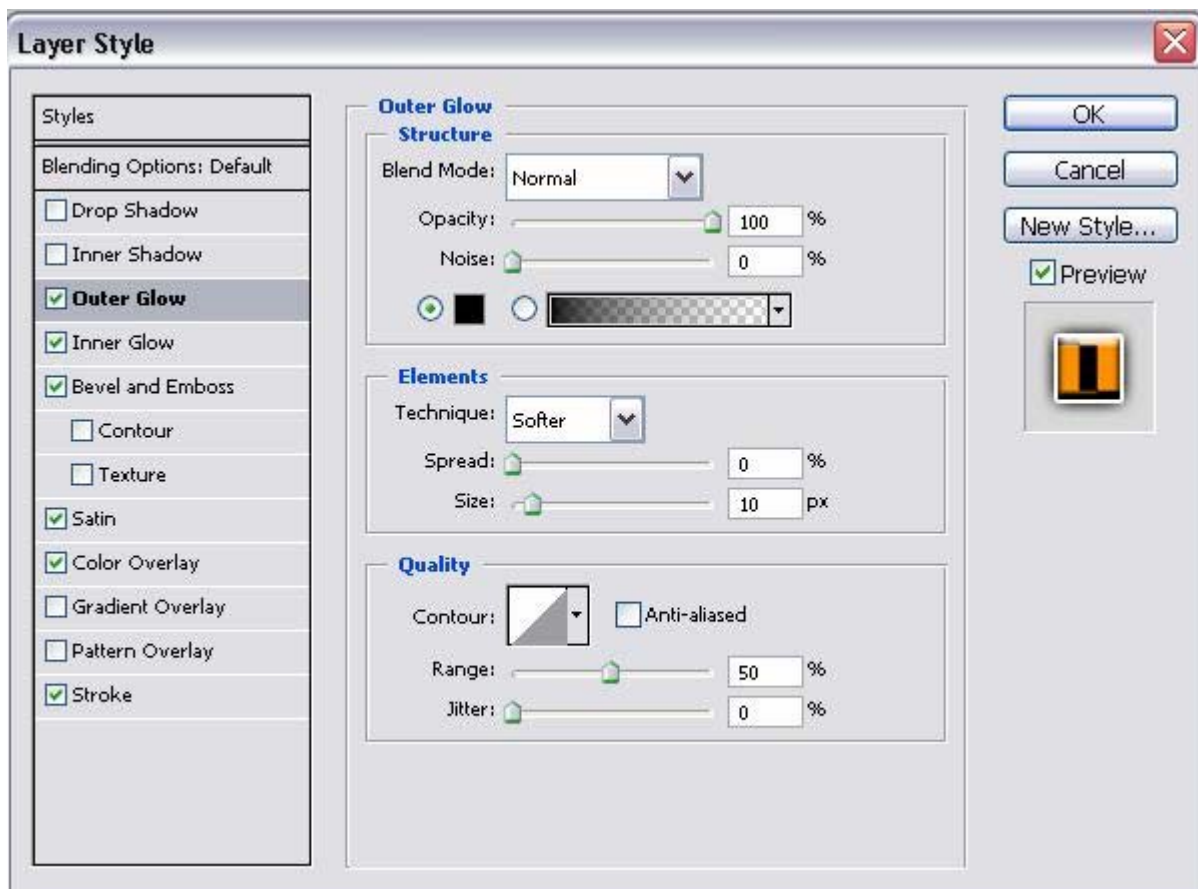 Layer Style
Styles
Blending Options: Default
Drop Shadow
Inner Shadow
Outer Glow
Inner Glow
Bevel and Emboss
Contour
Texture
Satin
Color Overlay
Gradient Overlay
Pattern Overlay
Stroke
Outer Glow
Structure
Blend Mode: Normal
Opacity: 100 %
Noise: 0 %
Elements
Technique: Softer
Spread: 0 %
Size: 10 px
Quality
Contour: Anti-aliased
Range: 50 %
Jitter: 0 %
OK
Cancel
New Style...
Preview